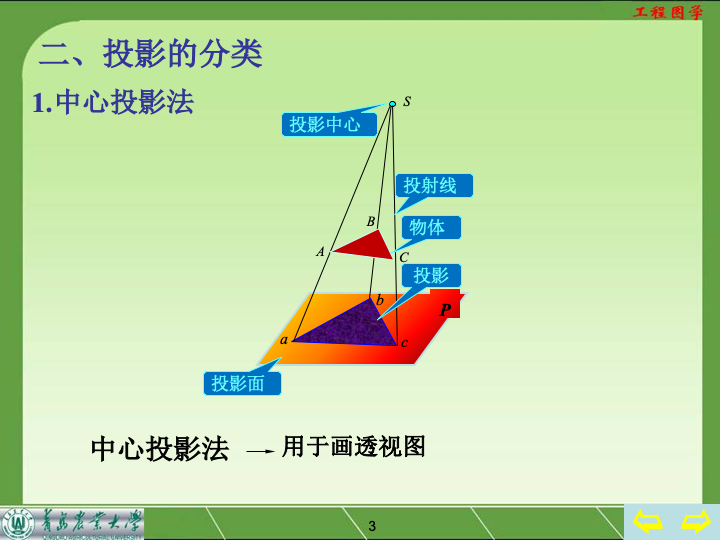 工程图学
二、投影的分类
1.中心投影法
S
投影中心
投射线
B
物体
A
C
投影
b
P
a
c
投影面
中心投影法
用于画透视图
青岛农业大学
3